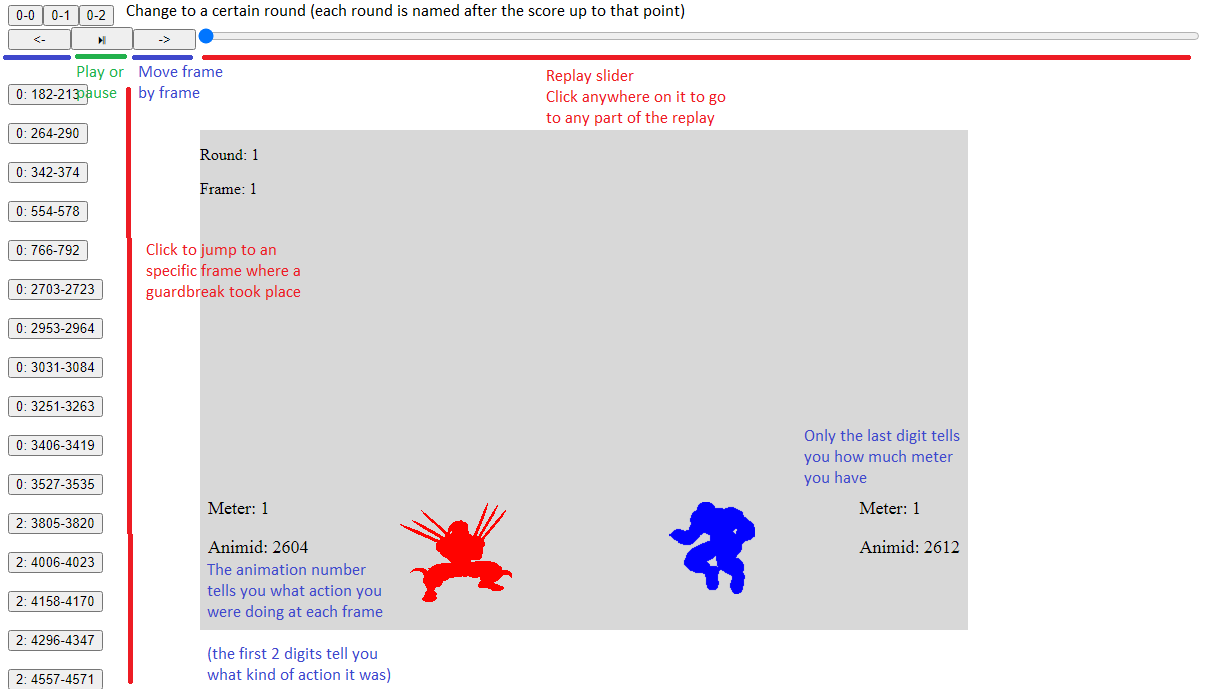 0-0 0-1 0-2 Change to a certain round (each round is named after the score up to that point)
<- ⏯ ->
Play or
pause
Move frame
by frame
Replay slider
Click anywhere on it to go
to any part of the replay
0: 182-213
0: 264-290
0: 342-374
0: 554-578
0: 766-792
0: 2703-2723
0: 2953-2964
0: 3031-3084
0: 3251-3263
0: 3406-3419
0: 3527-3535
2: 3805-3820
2: 4006-4023
2: 4158-4170
2: 4296-4347
2: 4557-4571
Click to jump to an
specific frame where a
guardbreak took place
Round: 1
Frame: 1
Only the last digit tells
you how much meter
you have
Meter: 1
Animid: 2604
Meter: 1
Animid: 2612
The animation number
tells you what action you
were doing at each frame
(the first 2 digits tell you
what kind of action it was)